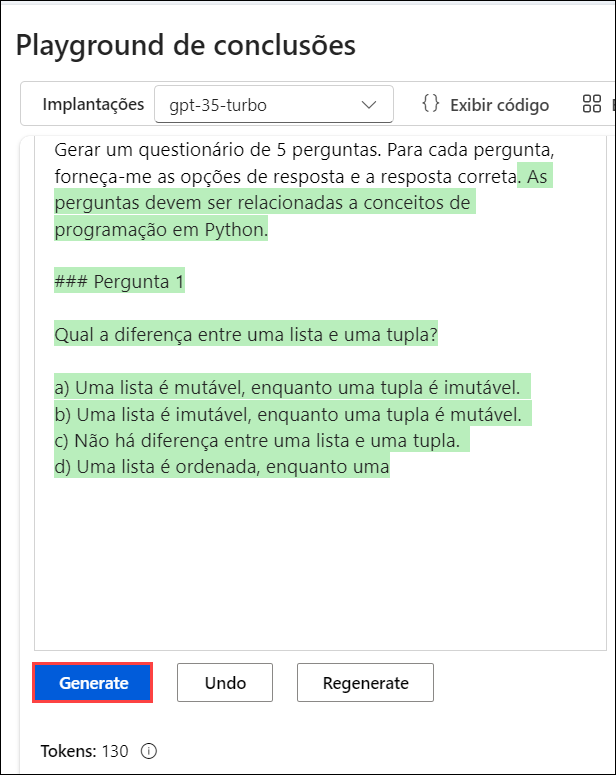 Playground de conclusões
Implantações gpt-35-turbo {} Exibir código
Gerar um questionário de 5 perguntas. Para cada pergunta,
forneça-me as opções de resposta e a resposta correta. As
perguntas devem ser relacionadas a conceitos de
programação em Python.
### Pergunta 1
Qual a diferença entre uma lista e uma tupla?
a) Uma lista é mutável, enquanto uma tupla é imutável.
b) Uma lista é imutável, enquanto uma tupla é mutável.
c) Não há diferença entre uma lista e uma tupla.
d) Uma lista é ordenada, enquanto uma
Generate Undo Regenerate
Tokens: 130